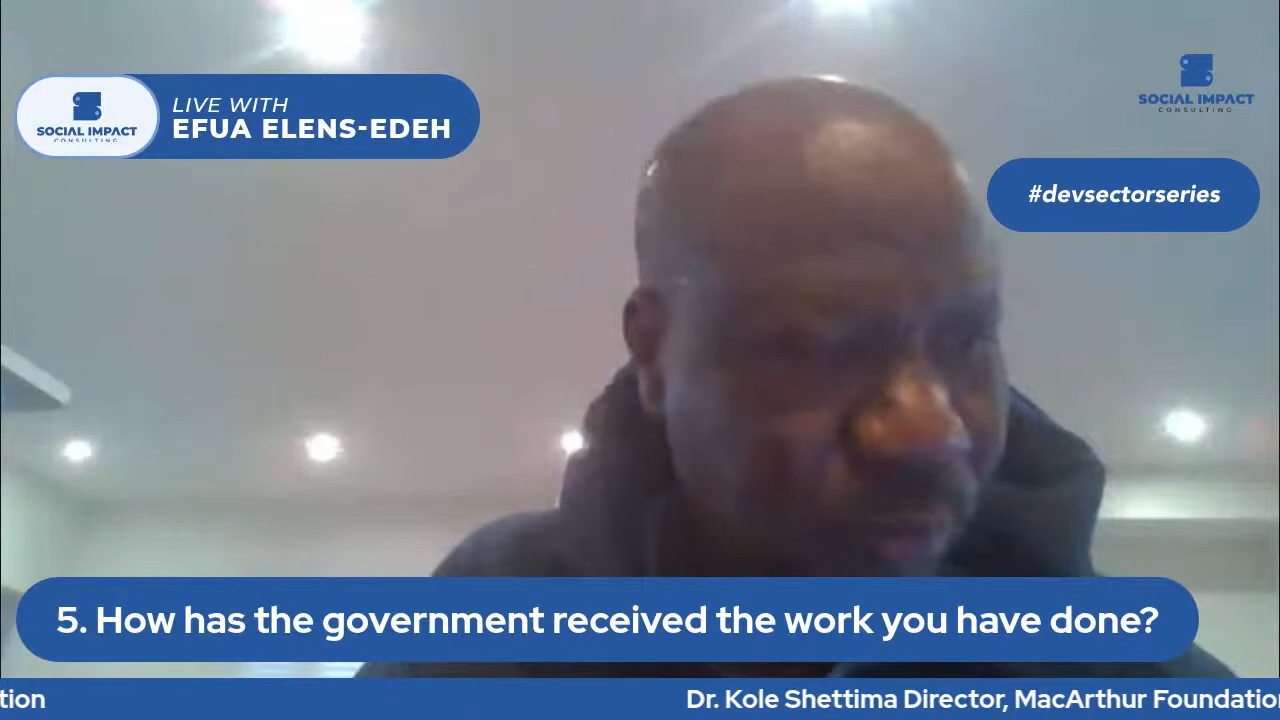 LIVE WITH
EFUA ELENS-EDEH
SOCIAL IMPACT
CONSULTING
SOCIAL IMPACT
CONSULTING
#devsectorseries
5. How has the government received the work you have done?
tion
Dr. Kole Shettima Director, MacArthur Foundation